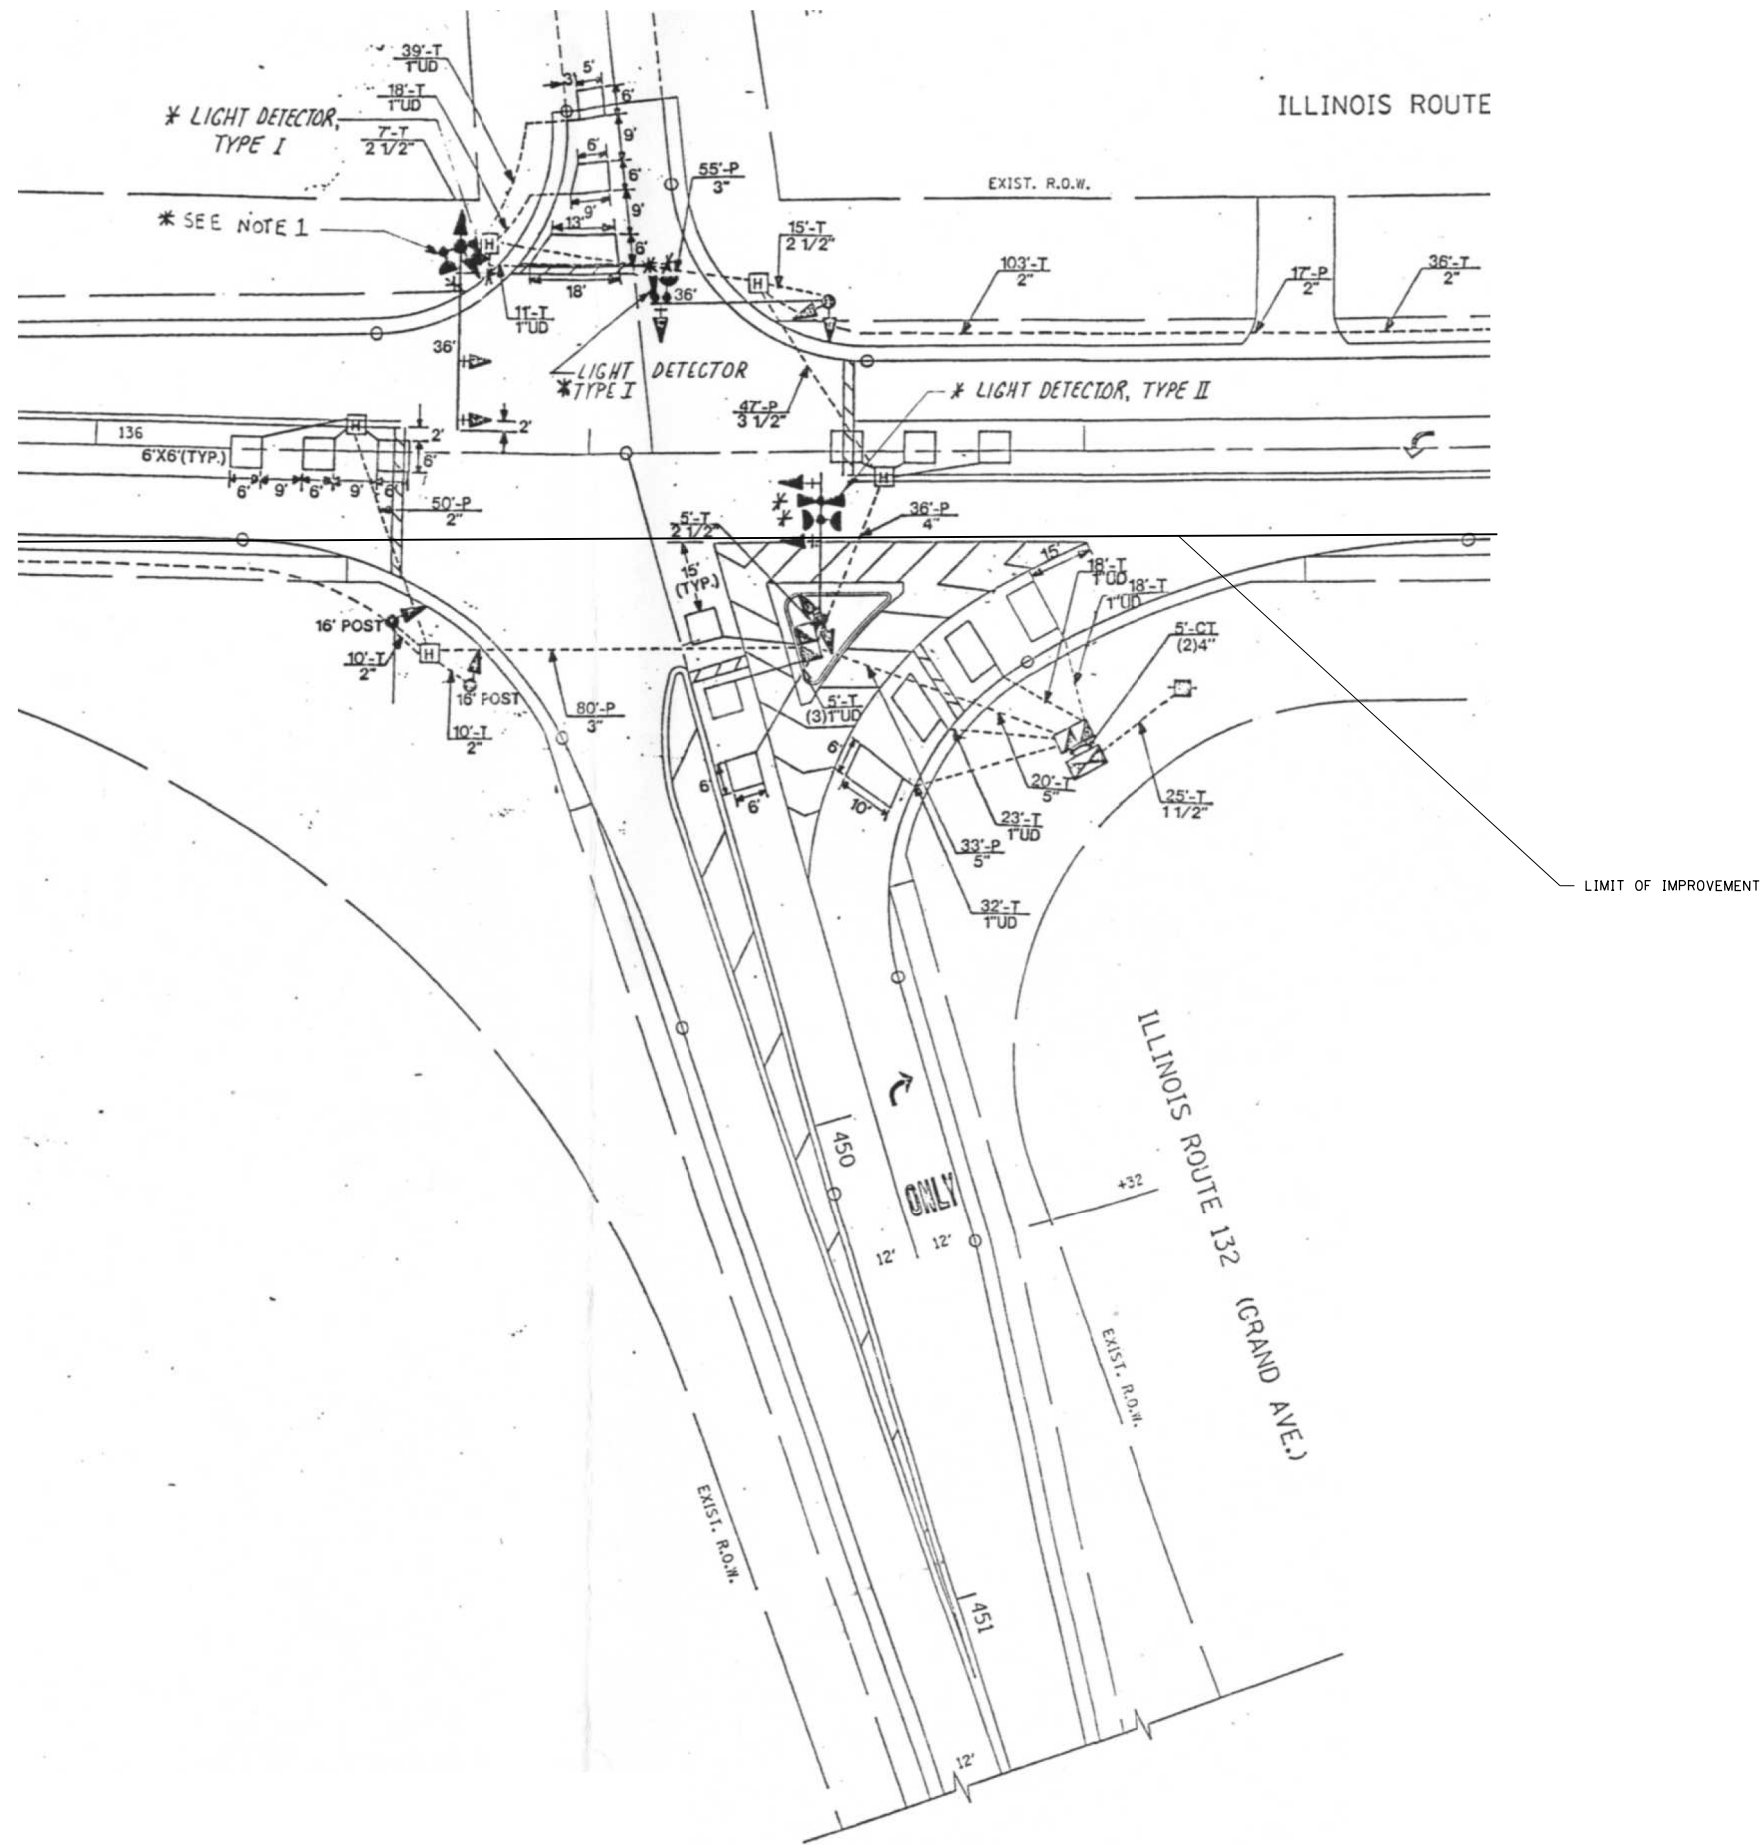 39'-T
1"UD
18'-T
1"UD
7'-T
2 1/2"
* LIGHT DETECTOR,
TYPE I
* SEE NOTE 1
3'
5'
6'
9'
6'
6'
9'
9'
13'
6'
18'
36'
55'-P
3"
ILLINOIS ROUTE
EXIST. R.O.W.
15'-T
2 1/2"
103'-T
2"
17'-P
2"
36'-T
2"
H
H
11'-T
1"UD
36'
LIGHT DETECTOR
* TYPE I
* LIGHT DETECTOR, TYPE II
47'-P
3 1/2"
2'
136
H
2'
6'X6'(TYP.)
6'
6'
9'
6'
9'
6'
H
50'-P
2"
5'-T
2 1/2"
36'-P
4"
15'
(TYP.)
15'
18'-T
1"UD
18'-T
1"UD
5'-CT
(2)4"
16' POST
H
10'-T
2"
16' POST
80'-P
3"
10'-T
2"
5'-T
(3)1"UD
6'
6'
6'
10'
20'-T
5"
25'-T
1 1/2"
23'-T
1"UD
33'-P
5"
32'-T
1"UD
LIMIT OF IMPROVEMENT
ILLINOIS ROUTE 132 (GRAND AVE.)
450
ONLY
+32
12'
12'
EXIST. R.O.W.
EXIST. R.O.W.
451
12'